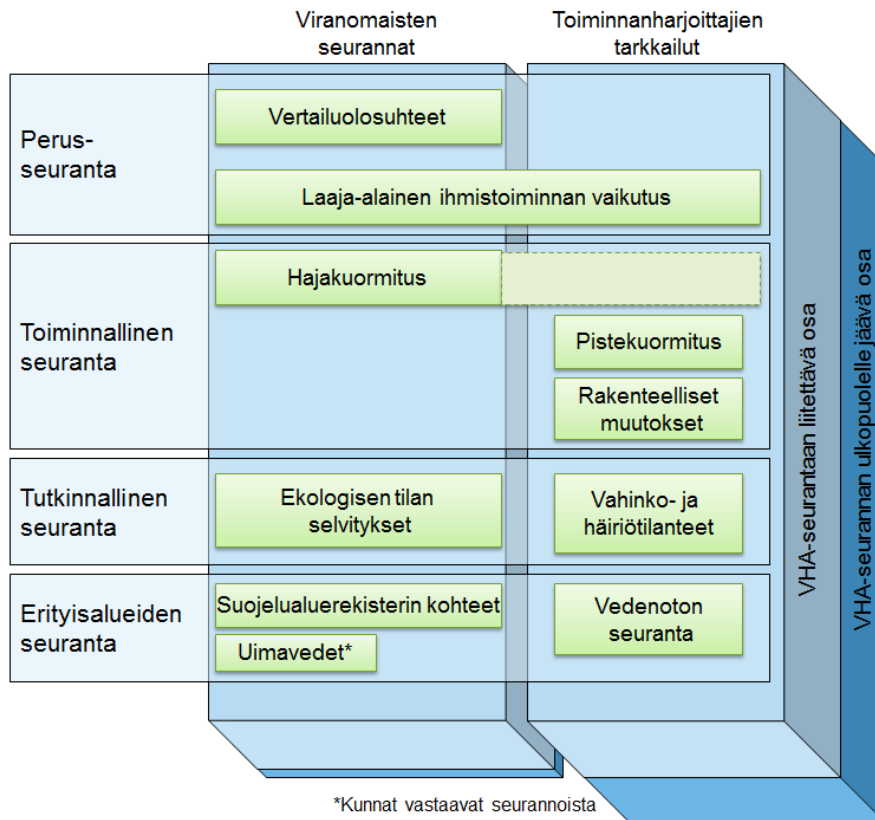 Viranomaisten
seurannat
Toiminnanharjoittajien
tarkkailut
Perus-
seuranta
Vertailuolosuhteet
Laaja-alainen ihmistoiminnan vaikutus
Toiminnallinen
seuranta
Hajakuormitus
Pistekuormitus
Rakenteelliset
muutokset
Tutkinnallinen
seuranta
Ekologisen tilan
selvitykset
Vahinko- ja
häiriötilanteet
Erityisalueiden
seuranta
Suojelualuerekisterin kohteet
Uimavedet*
Vedenoton
seuranta
VHA-seurantaan liitettävä osa
VHA-seurannan ulkopuolelle jäävä osa
*Kunnat vastaavat seurannoista